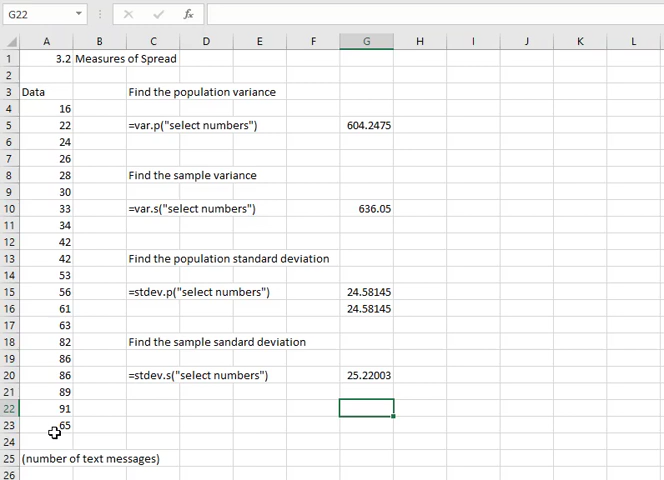 G22
fx
A B C D E F G H I J K L
1 3.2 Measures of Spread
2
3 Data Find the population variance
4 16
5 22 =var.p("select numbers") 604.2475
6 24
7 26
8 28 Find the sample variance
9 30
10 33 =var.s("select numbers") 636.05
11 34
12 42
13 42 Find the population standard deviation
14 53
15 56 =stdev.p("select numbers") 24.58145
16 61 24.58145
17 63
18 82 Find the sample sandard deviation
19 86
20 86 =stdev.s("select numbers") 25.22003
21 89
22 91
23 65
24
25 (number of text messages)
26